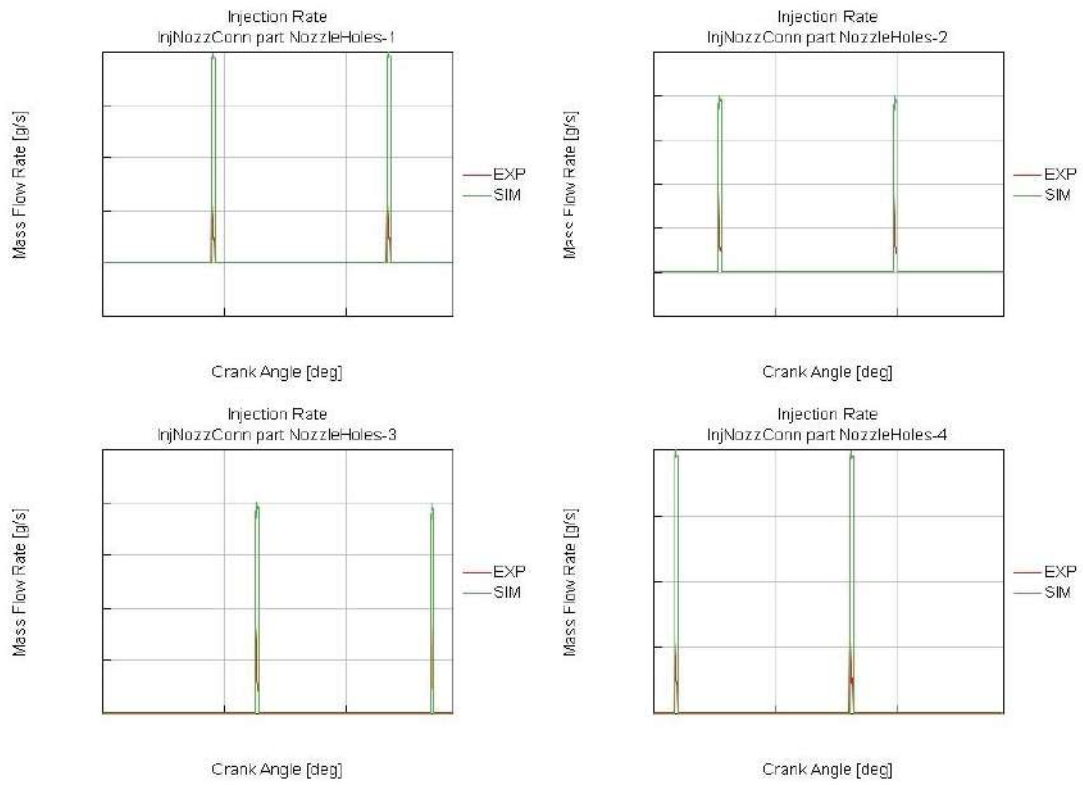 Injection Rate
InjNozzConn part NozzleHoles-1
Mass Flow Rate [g/s]
EXP
SIM
Crank Angle [deg]
Injection Rate
InjNozzConn part NozzleHoles-2
Mass Flow Rate [g/s]
EXP
SIM
Crank Angle [deg]
Injection Rate
InjNozzConn part NozzleHoles-3
Mass Flow Rate [g/s]
EXP
SIM
Crank Angle [deg]
Injection Rate
InjNozzConn part NozzleHoles-4
Mass Flow Rate [g/s]
EXP
SIM
Crank Angle [deg]